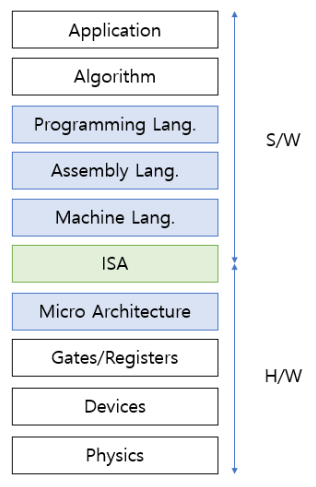 Application
Algorithm
Programming Lang.
Assembly Lang.
Machine Lang.
ISA
Micro Architecture
Gates/Registers
Devices
Physics
S/W
H/W